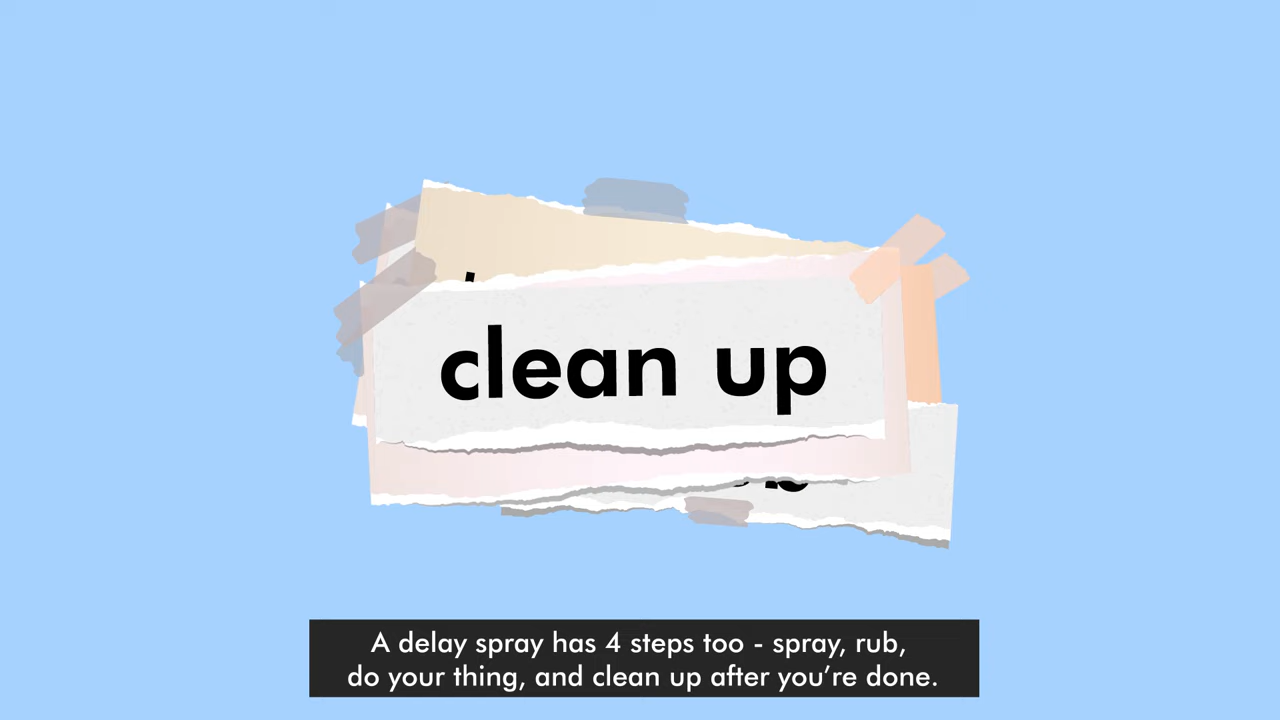 clean up
A delay spray has 4 steps too - spray, rub,
do your thing, and clean up after you’re done.